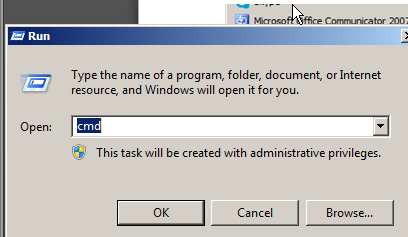 Skype
Microsoft Office Communicator 2007
Run
Type the name of a program, folder, document, or Internet
resource, and Windows will open it for you.
Open:
cmd
This task will be created with administrative privileges.
OK
Cancel
Browse...